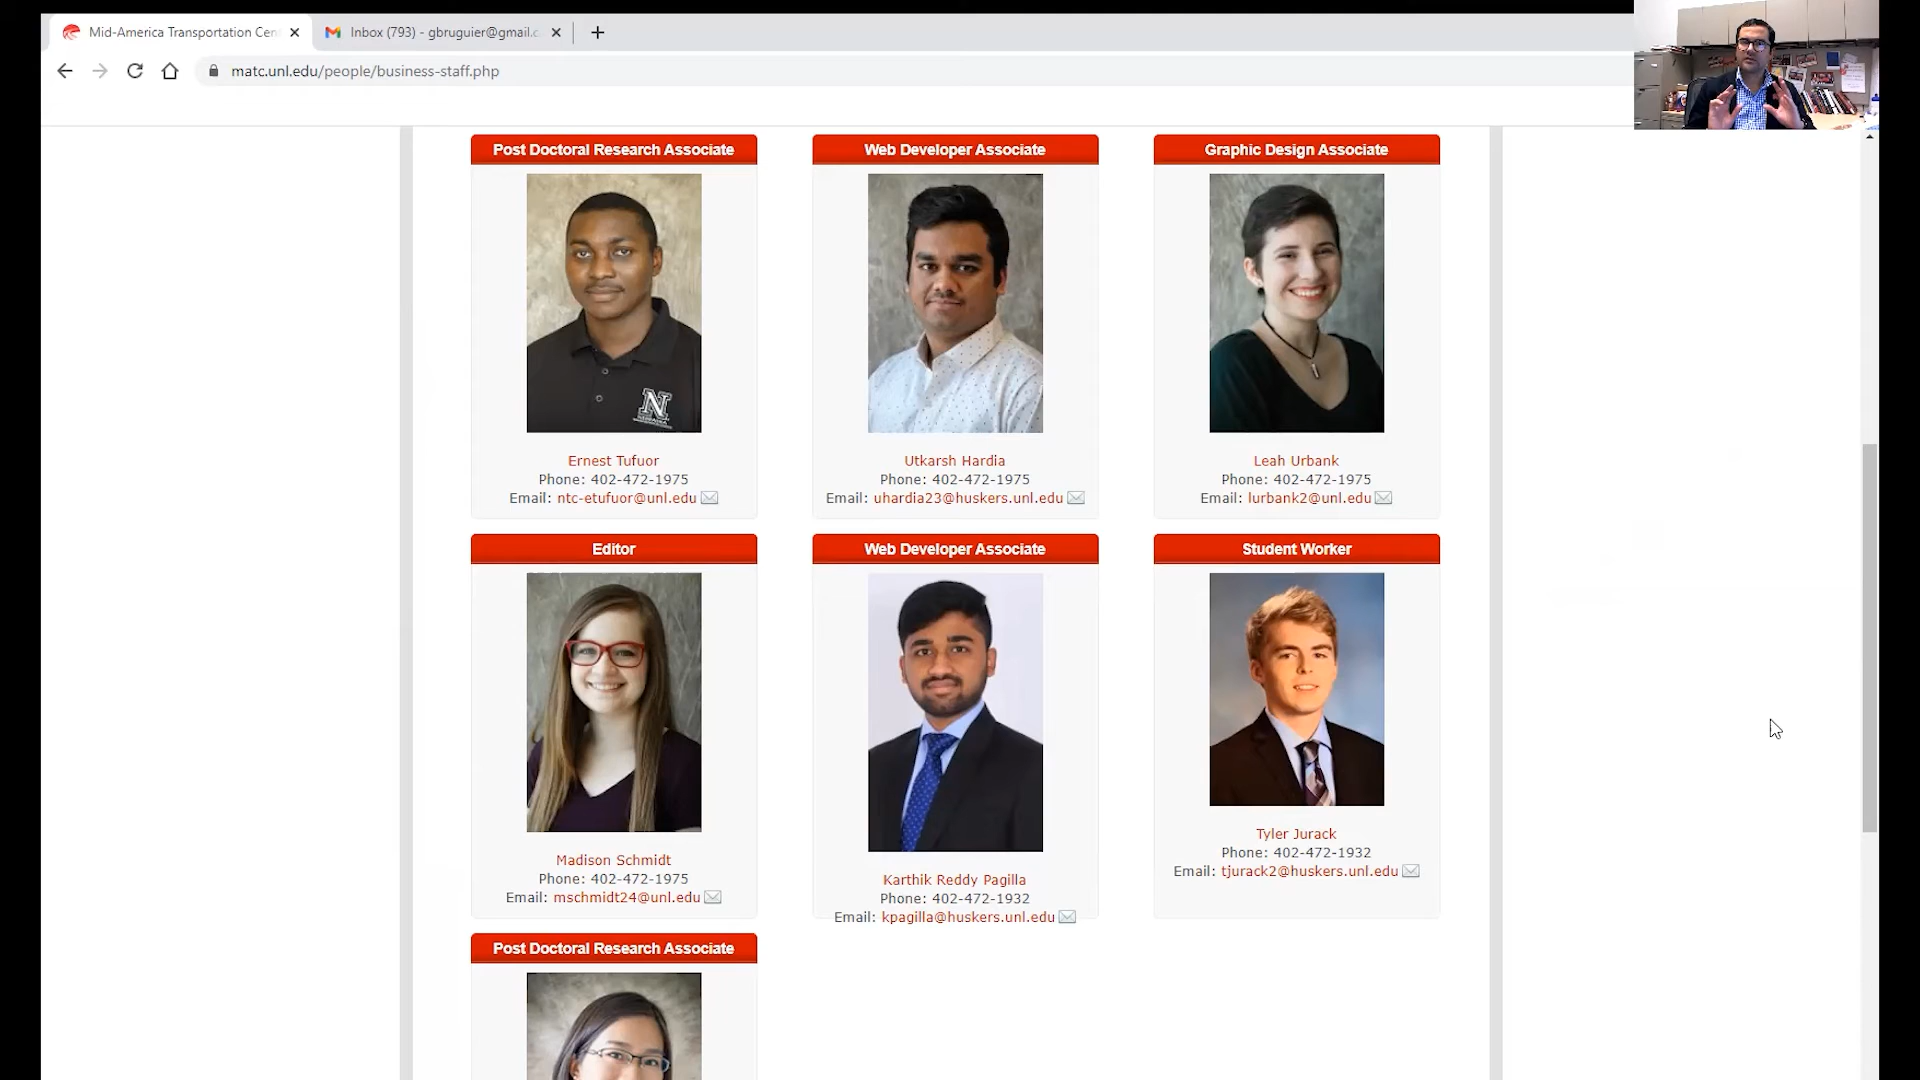 Mid-America Transportation Cen
Inbox (793) - gbruguier@gmail.c
matc.unl.edu/people/business-staff.php
Post Doctoral Research Associate
Web Developer Associate
Graphic Design Associate
N
Ernest Tufuor
Phone: 402-472-1975
Email: ntc-etufuor@unl.edu
Utkarsh Hardia
Phone: 402-472-1975
Email: uhardia23@huskers.unl.edu
Leah Urbank
Phone: 402-472-1975
Email: lurbank2@unl.edu
Editor
Web Developer Associate
Student Worker
Madison Schmidt
Phone: 402-472-1975
Email: mschmidt24@unl.edu
Karthik Reddy Pagilla
Phone: 402-472-1932
Email: kpagilla@huskers.unl.edu
Tyler Jurack
Phone: 402-472-1932
Email: tjurack2@huskers.unl.edu
Post Doctoral Research Associate